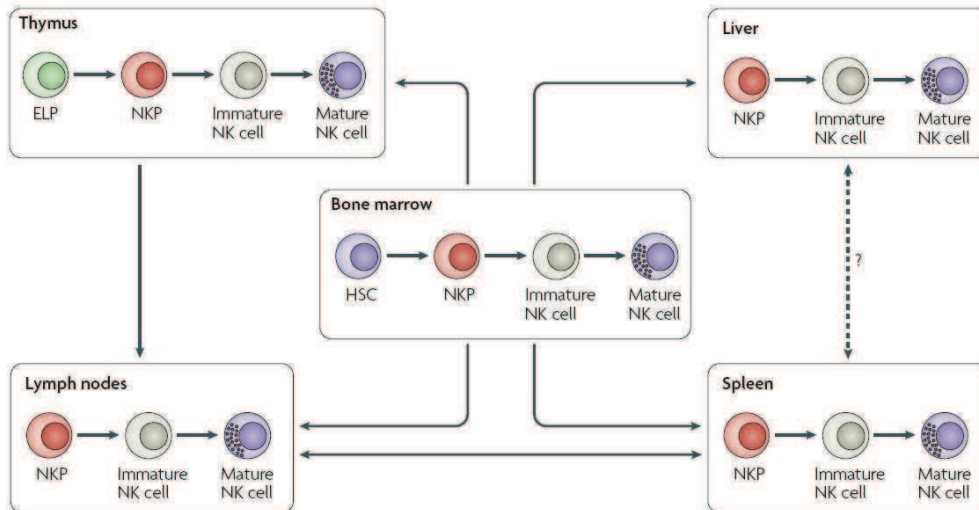 Thymus
ELP
NKP
Immature
NK cell
Mature
NK cell
Liver
NKP
Immature
NK cell
Mature
NK cell
Bone marrow
HSC
NKP
Immature
NK cell
Mature
NK cell
?
Lymph nodes
NKP
Immature
NK cell
Mature
NK cell
Spleen
NKP
Immature
NK cell
Mature
NK cell